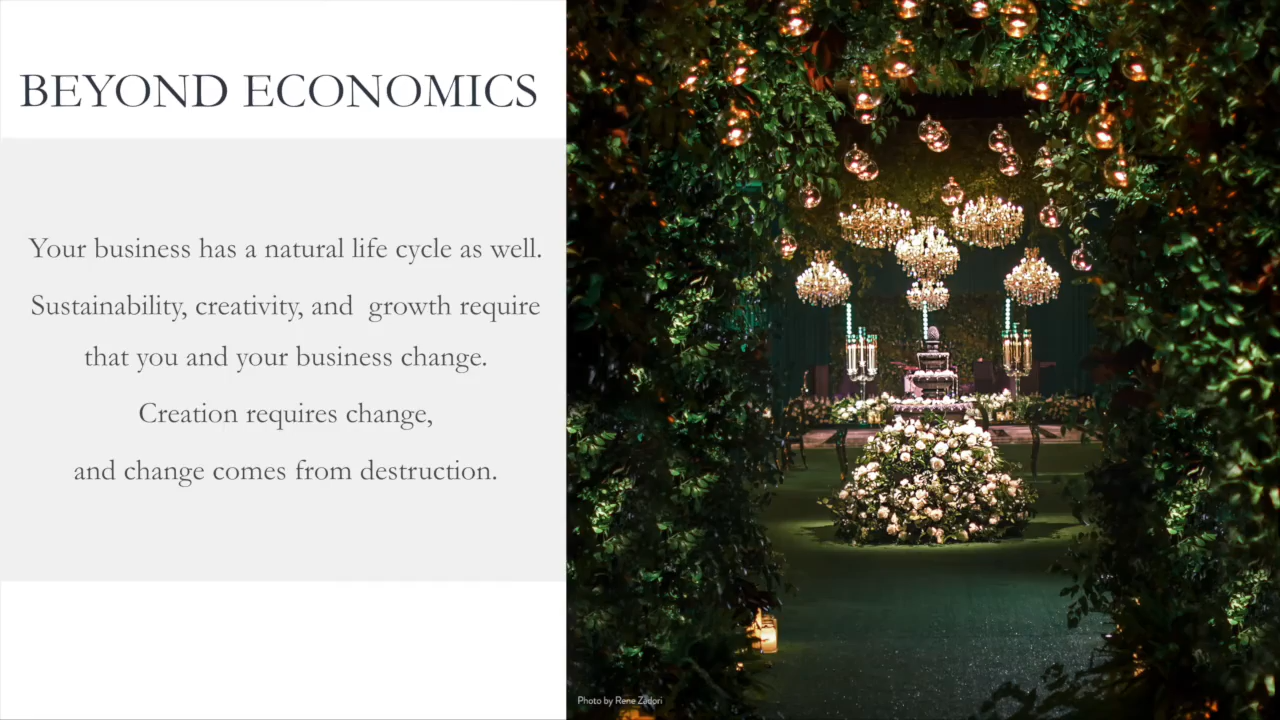 BEYOND ECONOMICS
Your business has a natural life cycle as well.
Sustainability, creativity, and growth require
that you and your business change.
Creation requires change,
and change comes from destruction.
Photo by Rene Zadori